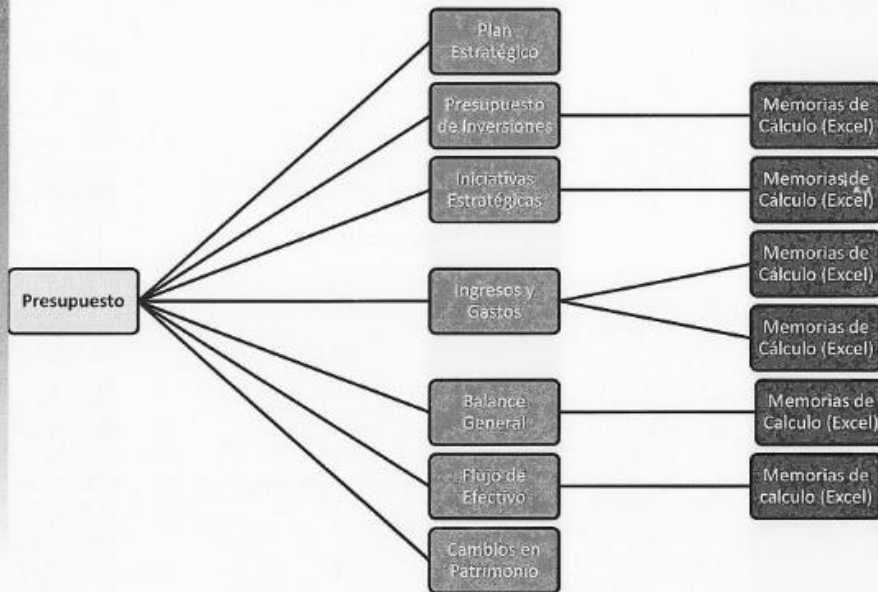 Plan
Estratégico
Presupuesto
de Inversiones
Memorias de
Cálculo (Excel)
Iniciativas
Estratégicas
Memorias de
Cálculo (Excel)
Presupuesto
Ingresos y
Gastos
Memorias de
Cálculo (Excel)
Memorias de
Cálculo (Excel)
Balance
General
Memorias de
Calculo (Excel)
Flujo de
Efectivo
Memorias de
calculo (Excel)
Cambios en
Patrimonio